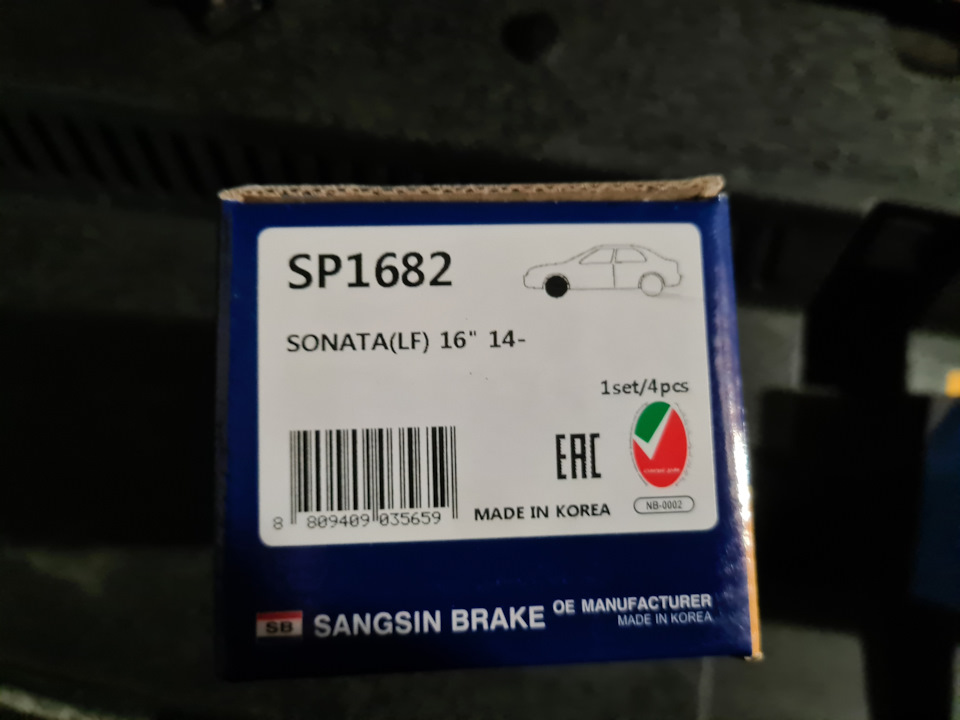 SP1682
SONATA(LF) 16" 14-
1set/4pcs
EAC
NB-0002
8 809409 035659
MADE IN KOREA
SB SANGSIN BRAKE OE MANUFACTURER
MADE IN KOREA